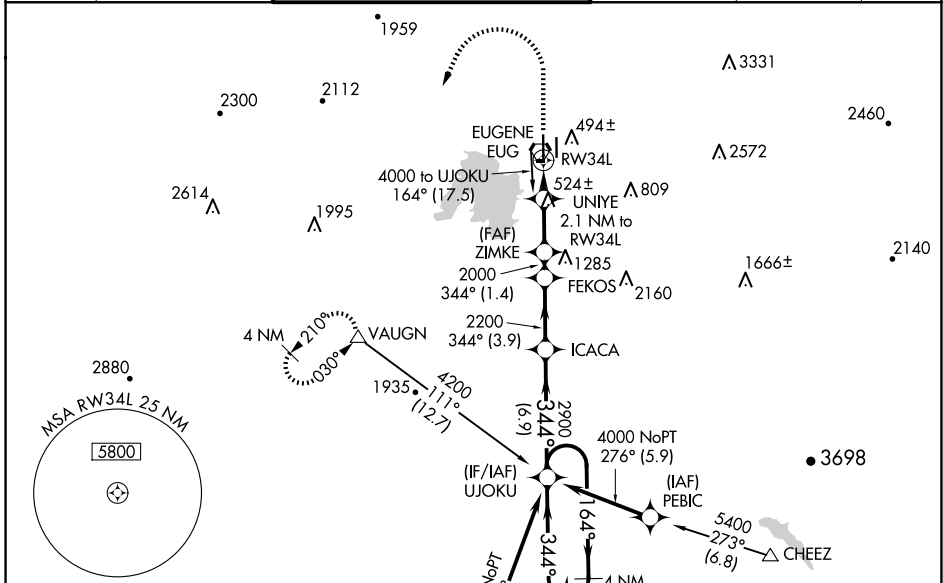 1959
3331
2300
2112
2460
EUGENE
EUG
494±
RW34L
2572
4000 to UJOKU
164° (17.5)
524±
UNIYE
2.1 NM to
RW34L
809
2614
1995
(FAF)
ZIMKE
1285
2140
2000
344° (1.4)
FEKOS
2160
1666±
4 NM
210°
030°
VAUGN
2200
344° (3.9)
ICACA
2880
1935
4200
111°
(12.7)
MSA RW34L 25 NM
5800
344°
(6.9)
2900
4000 NoPT
276° (5.9)
3698
(IF/IAF)
UJOKU
(IAF)
PEBIC
164°
344°
5400
273°
(6.8)
CHEEZ
NoPT
4 NM